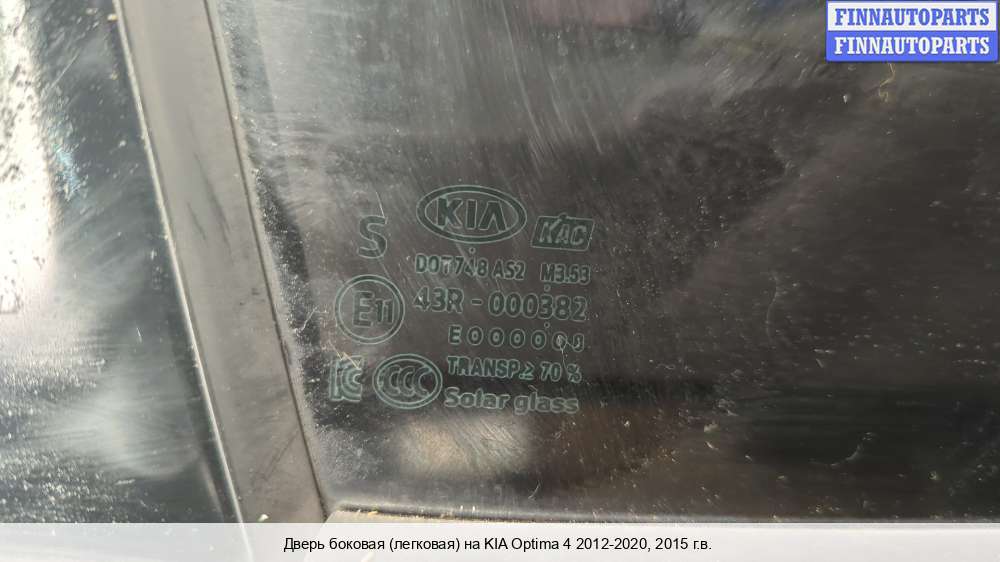 FINNAUTOPARTS
FINNAUTOPARTS
S
KIA
KAC
DOT748 AS2 M3.53
E11
43R - 000382
TRANSP.≥ 70 %
CCC
Solar glass
Дверь боковая (легковая) на KIA Optima 4 2012-2020, 2015 г.в.